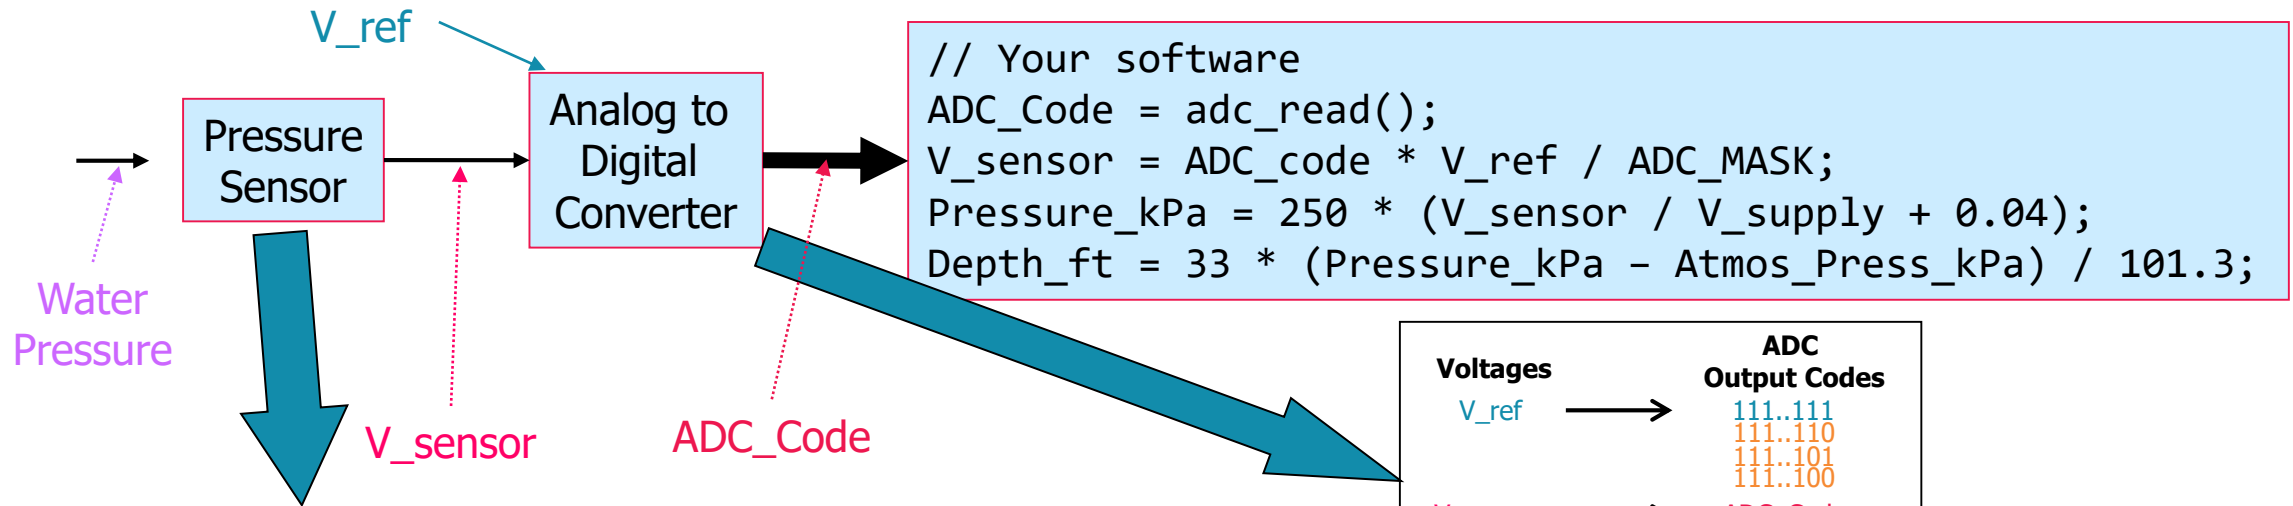 V_ref
Pressure
Sensor
Analog to
Digital
Converter
// Your software
ADC_Code = adc_read();
V_sensor = ADC_code * V_ref / ADC_MASK;
Pressure_kPa = 250 * (V_sensor / V_supply + 0.04);
Depth_ft = 33 * (Pressure_kPa – Atmos_Press_kPa) / 101.3;
Water
Pressure
V_sensor
ADC_Code
Voltages
ADC
Output Codes
V_ref
111..111
111..110
111..101
111..100